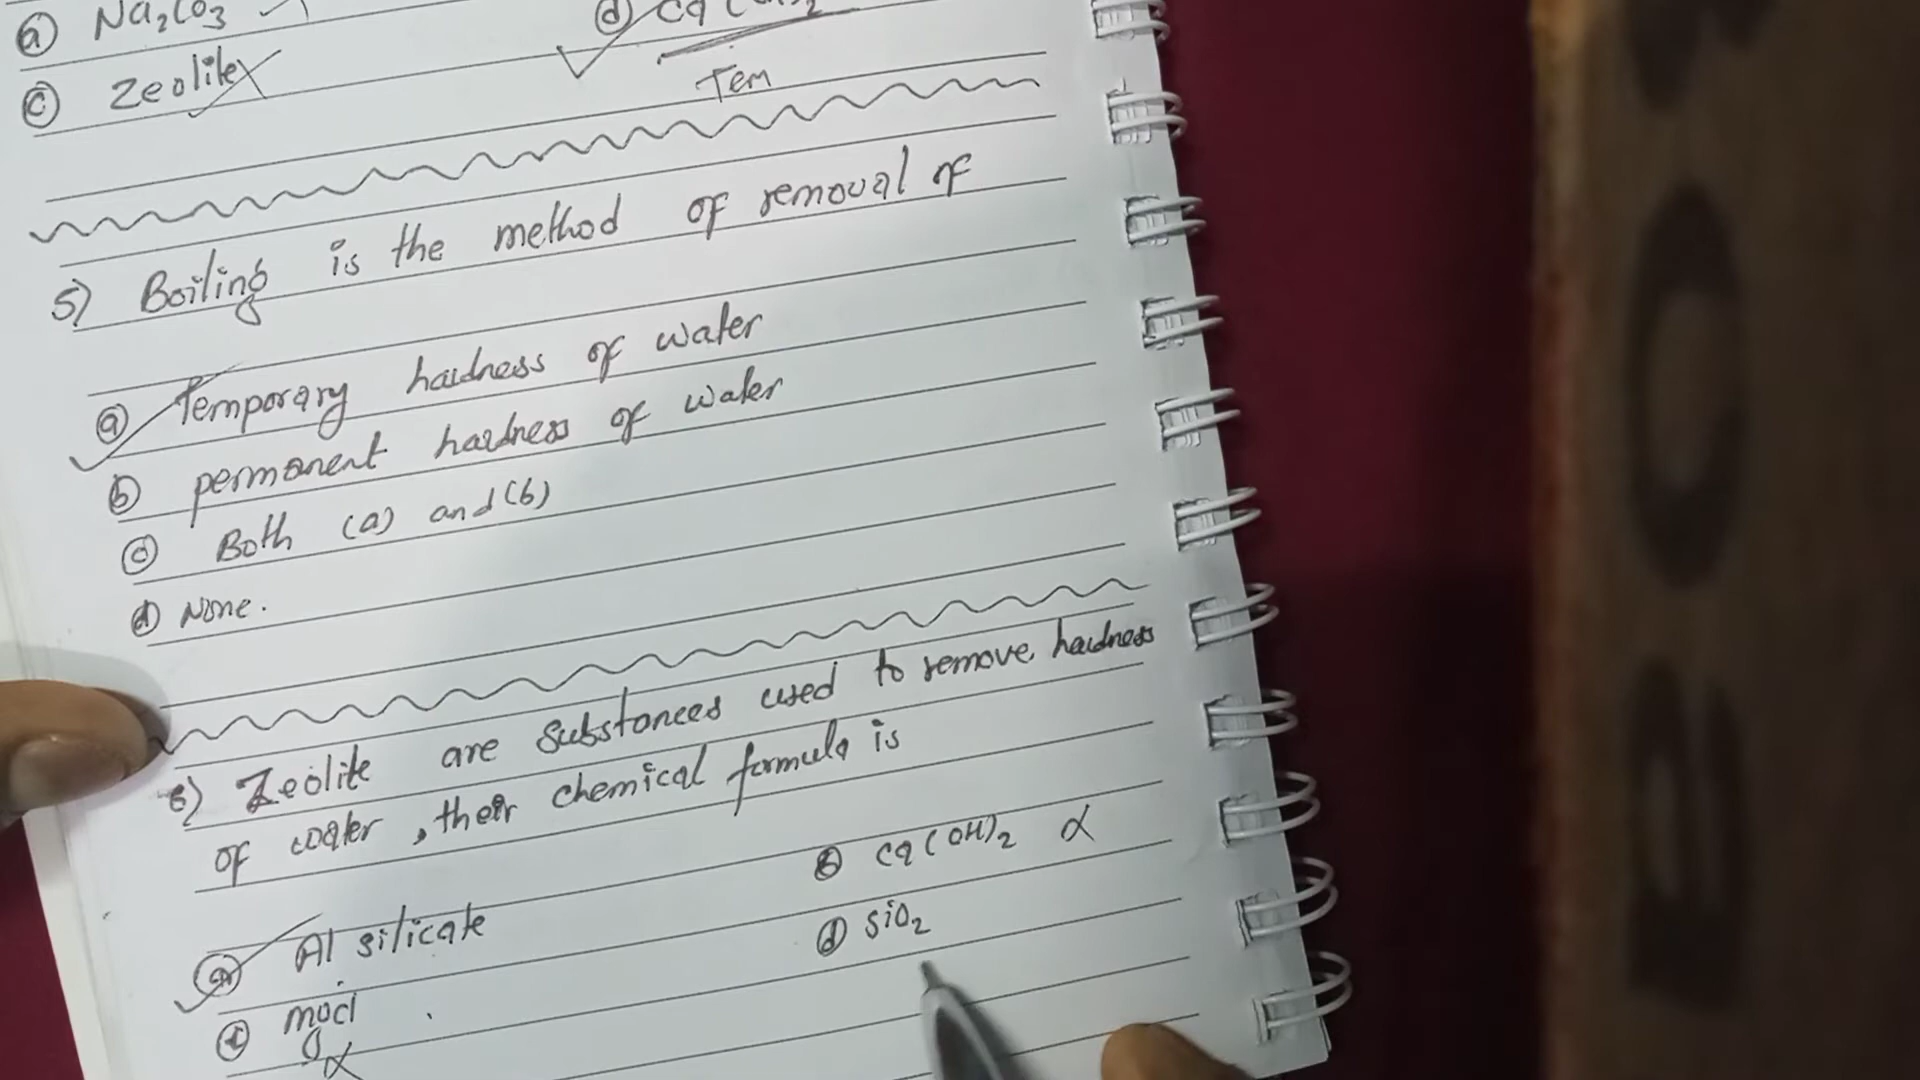 (a) Na2CO3
(c) Zeolite
Tem
5) Boiling is the method of removal of
(a) Temporary hardness of water
(b) permanent hardness of water
(c) Both (a) and (b)
(d) None.
6) Zeolite are substances used to remove hardness
of water, their chemical formula is
(a) Al silicate (b) Ca(OH)2
(c) mgcl (d) SiO2